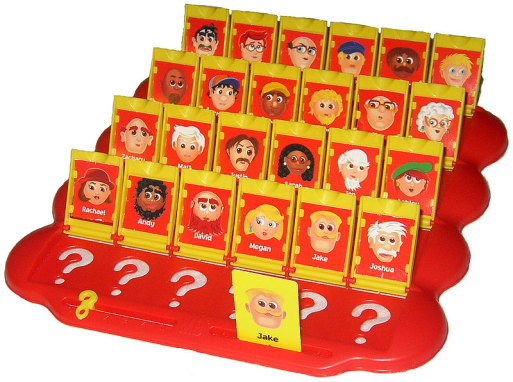 Zachary
Matt
Justin
Sarah
Rachael
Andy
David
Megan
Jake
Joshua
? ? ? ? ?
Jake